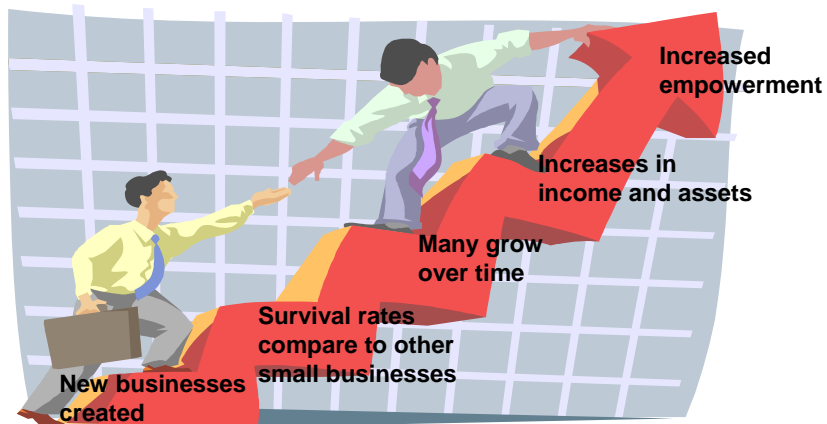 Increased
empowerment
Increases in
income and assets
Many grow
over time
Survival rates
compare to other
small businesses
New businesses
created